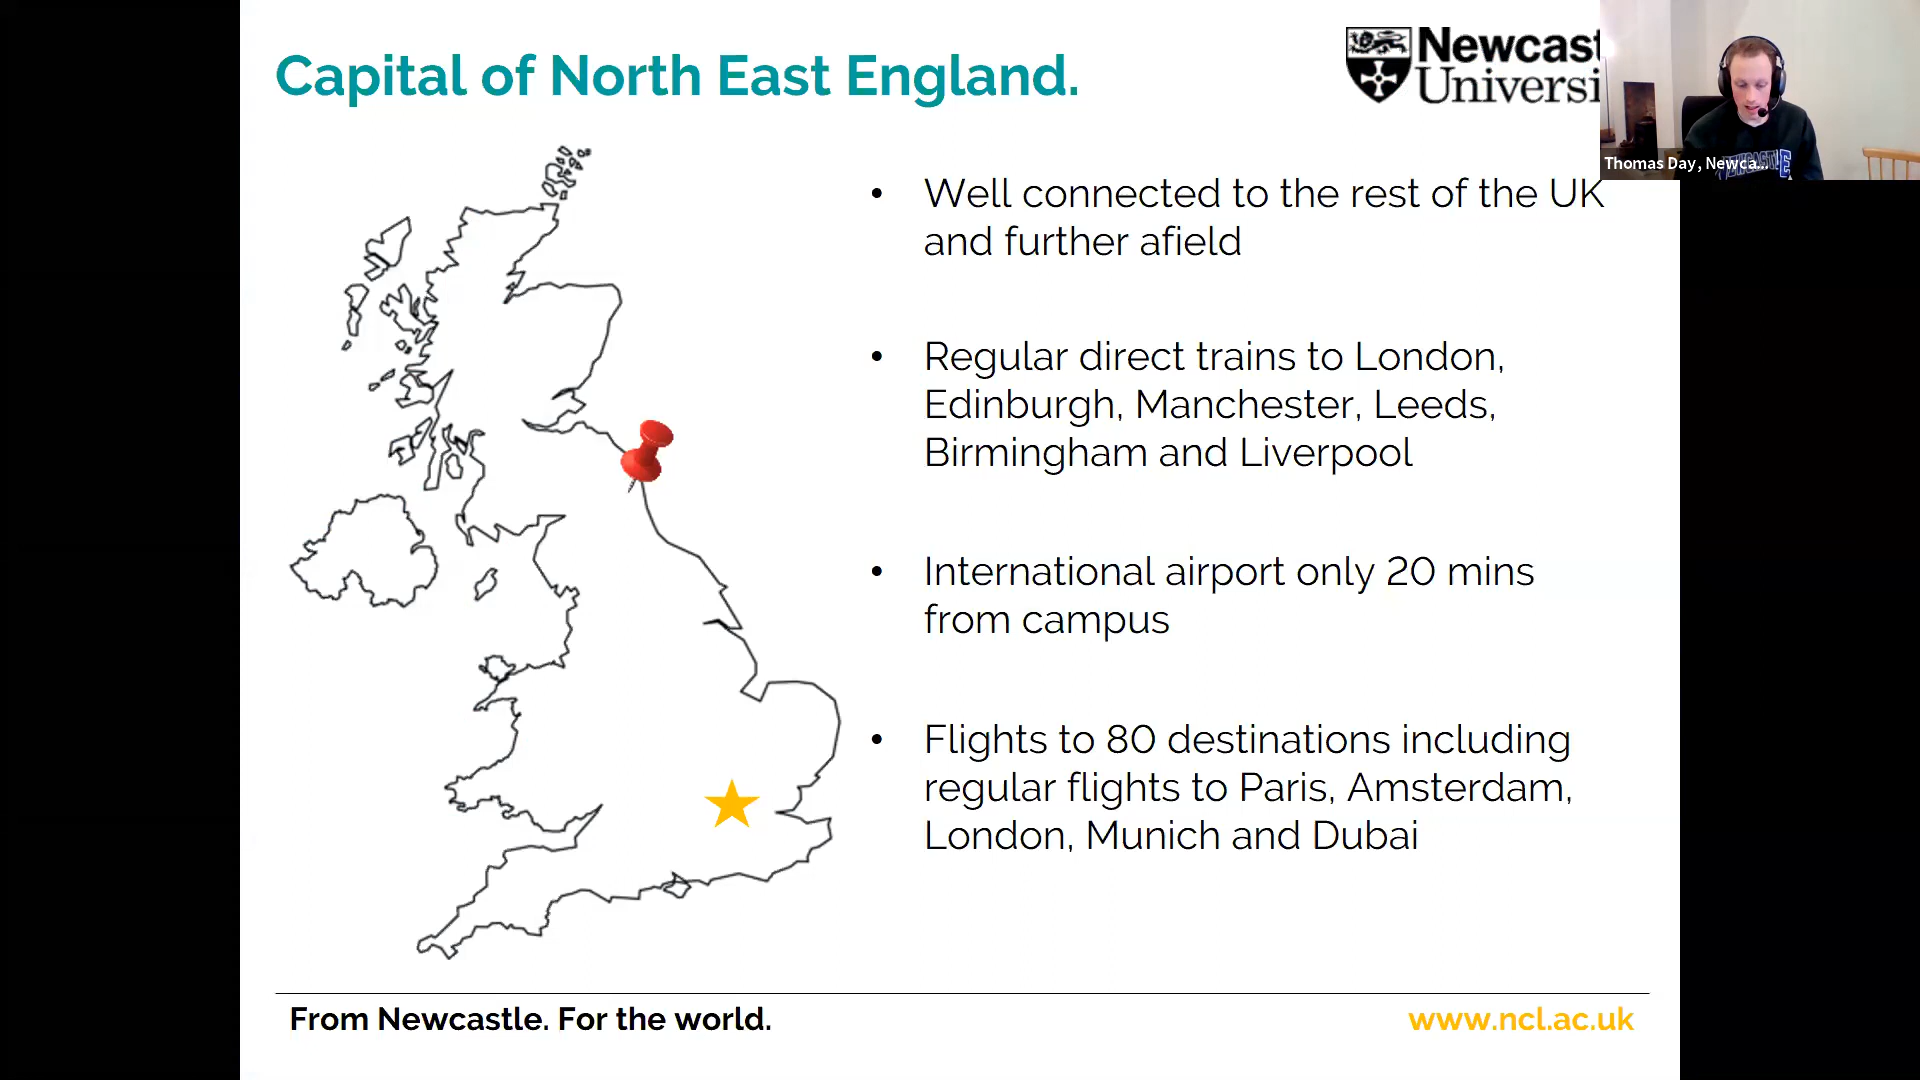 Capital of North East England.
Newcast
Universi
Thomas Day, Newca...
• Well connected to the rest of the UK
and further afield
• Regular direct trains to London,
Edinburgh, Manchester, Leeds,
Birmingham and Liverpool
• International airport only 20 mins
from campus
• Flights to 80 destinations including
regular flights to Paris, Amsterdam,
London, Munich and Dubai
From Newcastle. For the world.
www.ncl.ac.uk